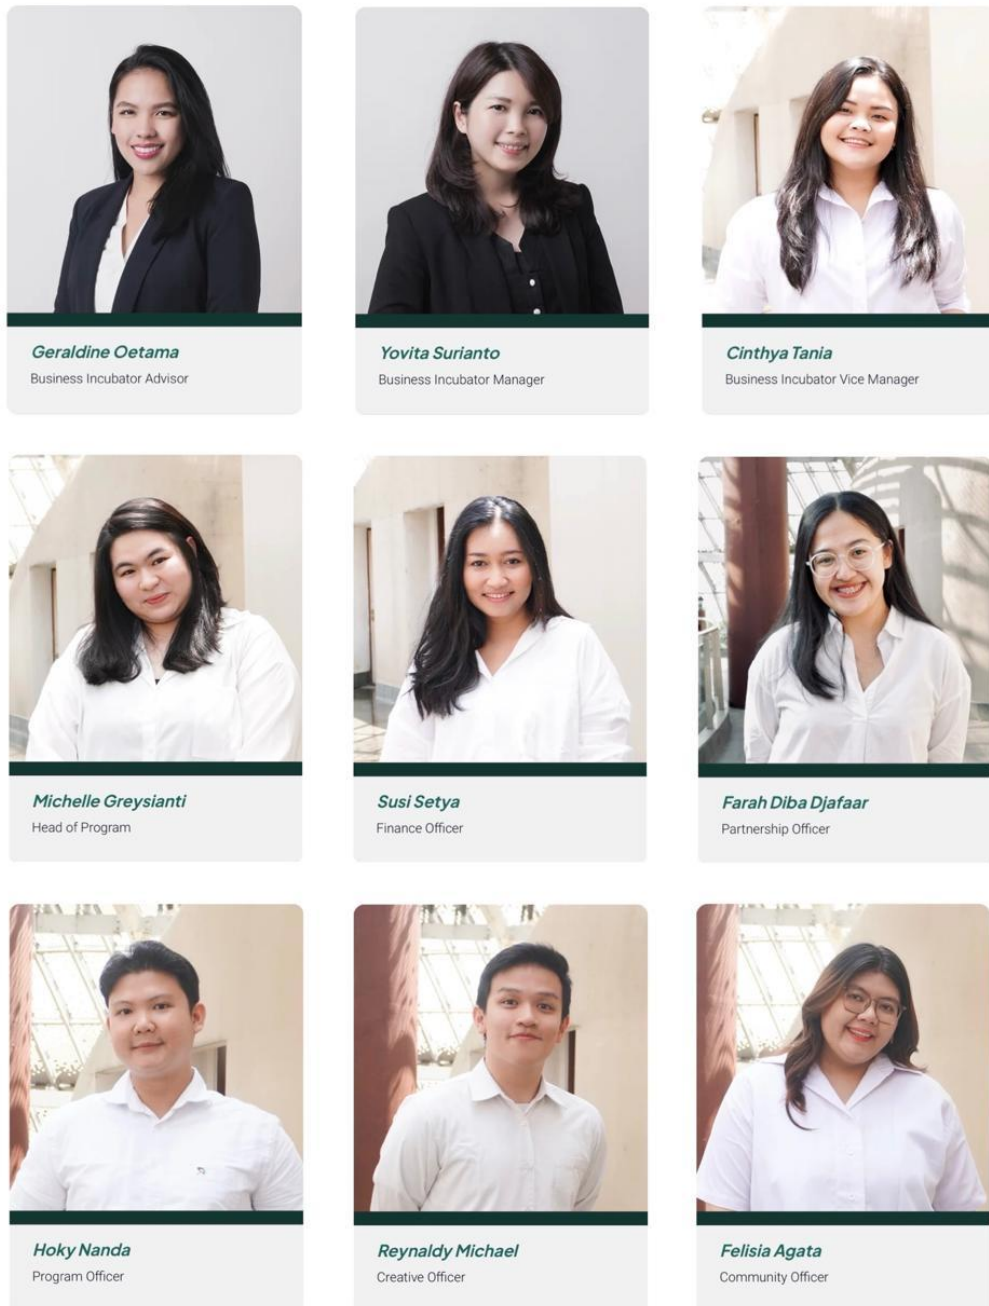 Geraldine Oetama
Business Incubator Advisor
Yovita Surianto
Business Incubator Manager
Cinthya Tania
Business Incubator Vice Manager
Michelle Greysianti
Head of Program
Susi Setya
Finance Officer
Farah Diba Djafaar
Partnership Officer
Hoky Nanda
Program Officer
Reynaldy Michael
Creative Officer
Felisia Agata
Community Officer